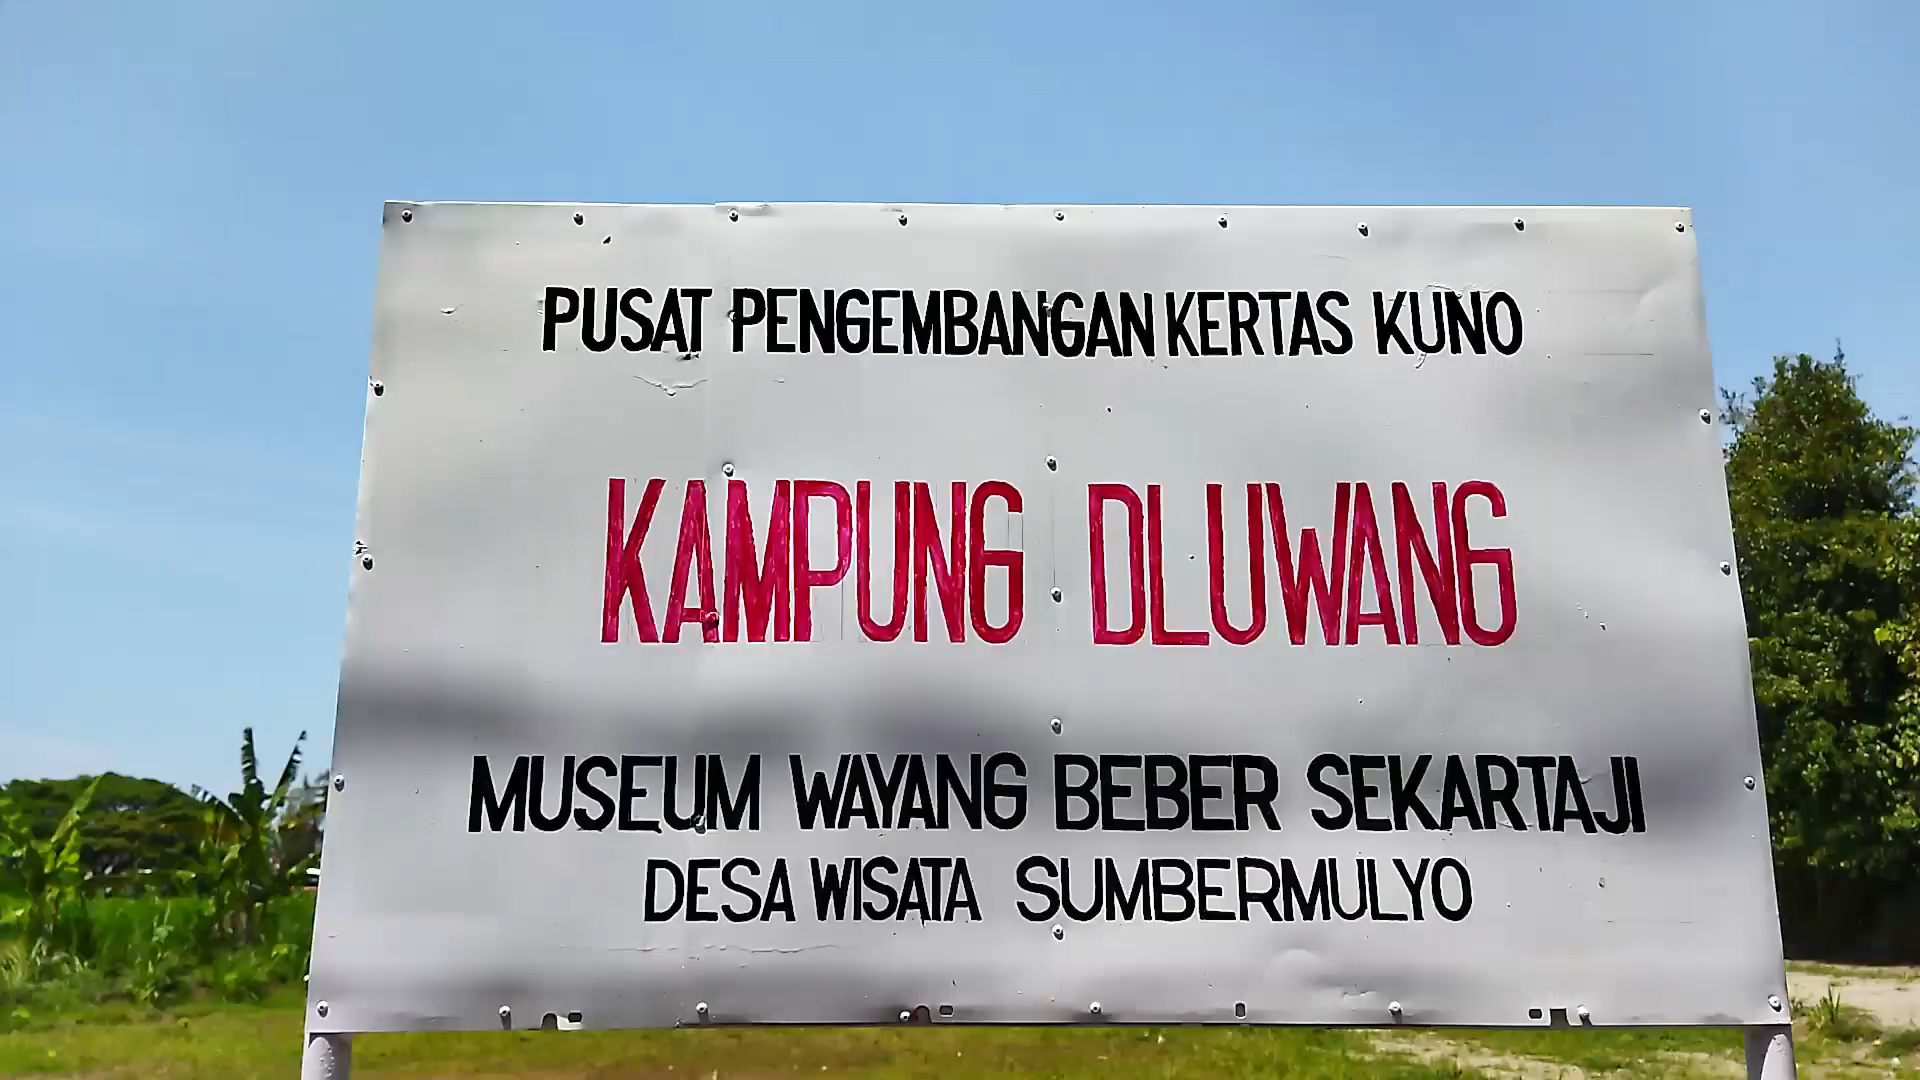 PUSAT PENGEMBANGAN KERTAS KUNO
KAMPUNG DLUWANG
MUSEUM WAYANG BEBER SEKARTAJI
DESA WISATA SUMBERMULYO